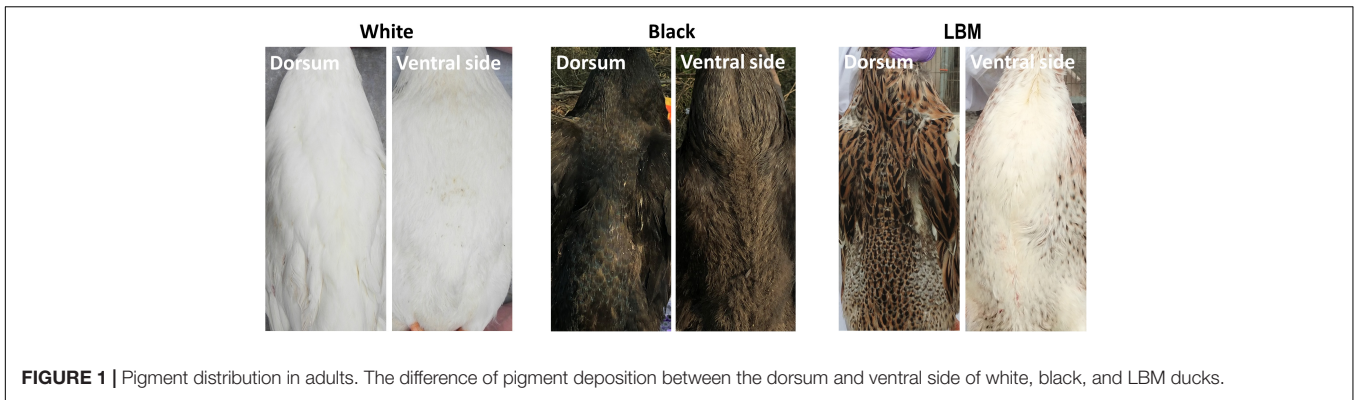 White Black LBM
Dorsum Ventral side Dorsum Ventral side Dorsum Ventral side
FIGURE 1 | Pigment distribution in adults. The difference of pigment deposition between the dorsum and ventral side of white, black, and LBM ducks.